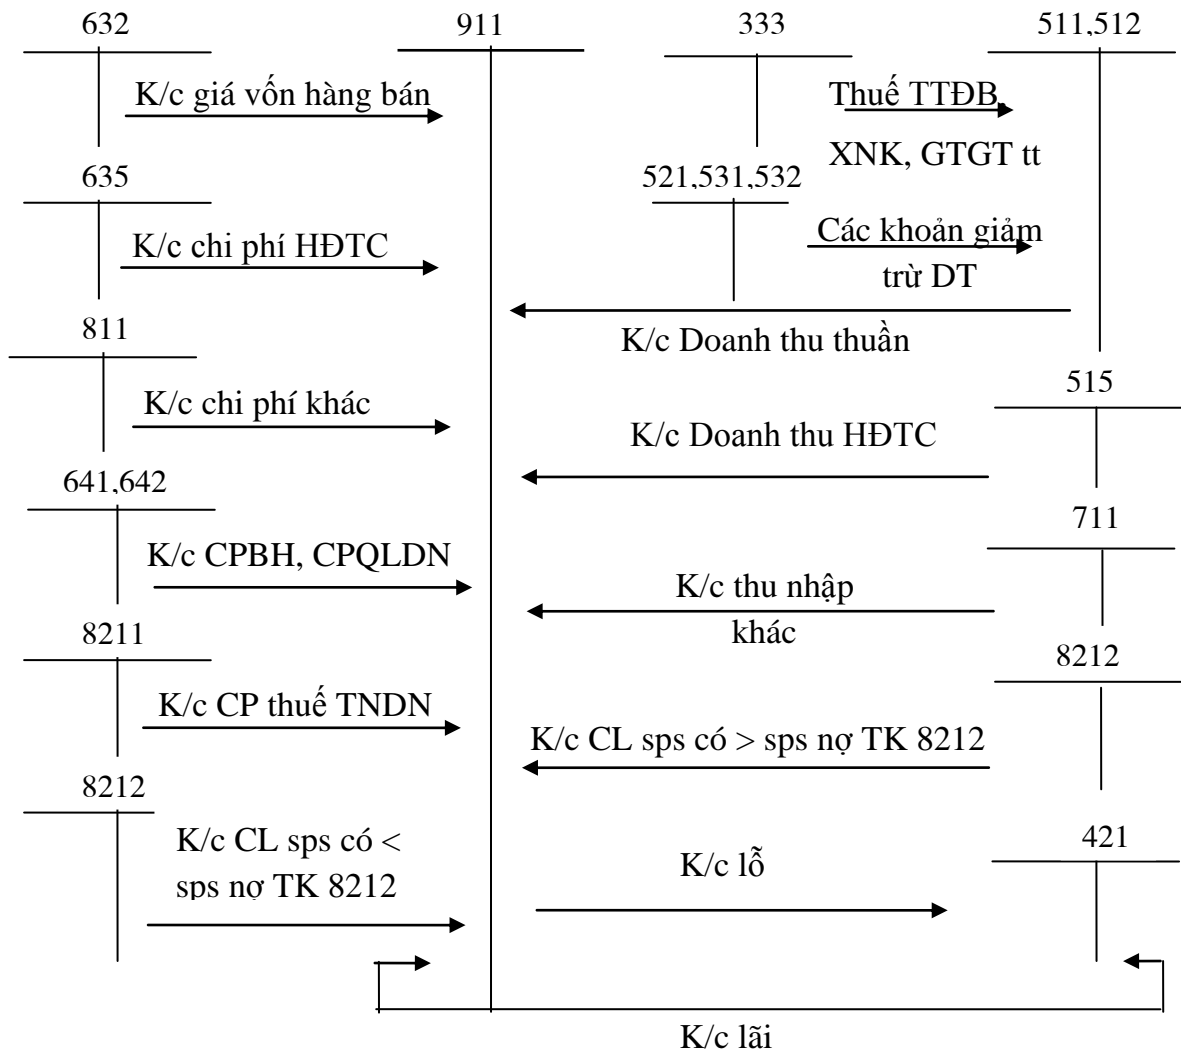 632
911
333
511,512
K/c giá vốn hàng bán
Thuế TTĐB,
XNK, GTGT tt
635
521,531,532
K/c chi phí HĐTC
Các khoản giảm
trừ DT
811
K/c Doanh thu thuần
515
K/c chi phí khác
K/c Doanh thu HĐTC
641,642
711
K/c CPBH, CPQLDN
K/c thu nhập
khác
8211
8212
K/c CP thuế TNDN
K/c CL sps có > sps nợ TK 8212
8212
K/c CL sps có <
sps nợ TK 8212
421
K/c lỗ
K/c lãi